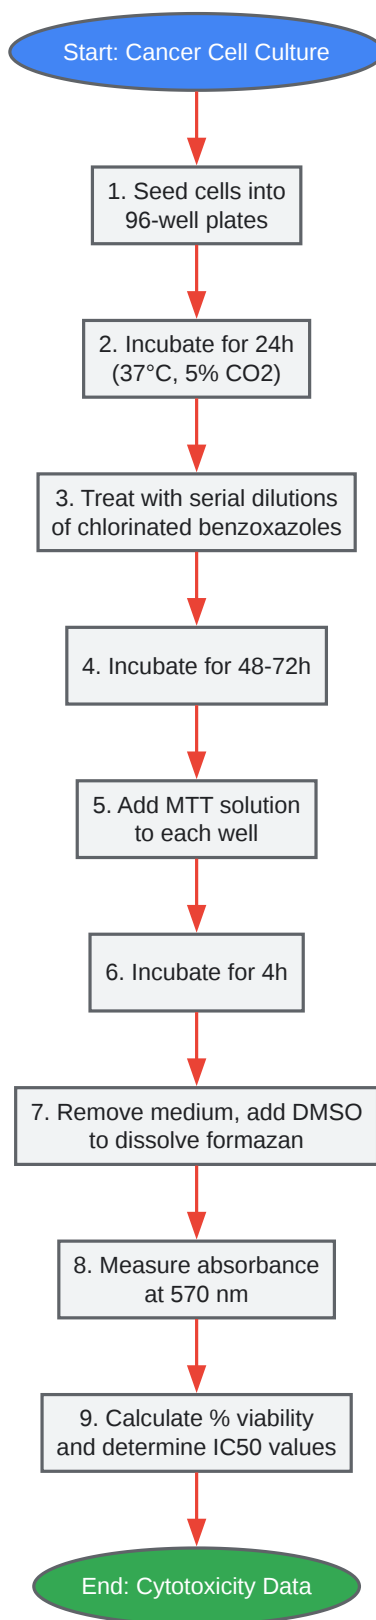 Start: Cancer Cell Culture
1. Seed cells into
96-well plates
2. Incubate for 24h
(37°C, 5% CO2)
3. Treat with serial dilutions
of chlorinated benzoxazoles
4. Incubate for 48-72h
5. Add MTT solution
to each well
6. Incubate for 4h
7. Remove medium, add DMSO
to dissolve formazan
8. Measure absorbance
at 570 nm
9. Calculate % viability
and determine IC50 values
End: Cytotoxicity Data